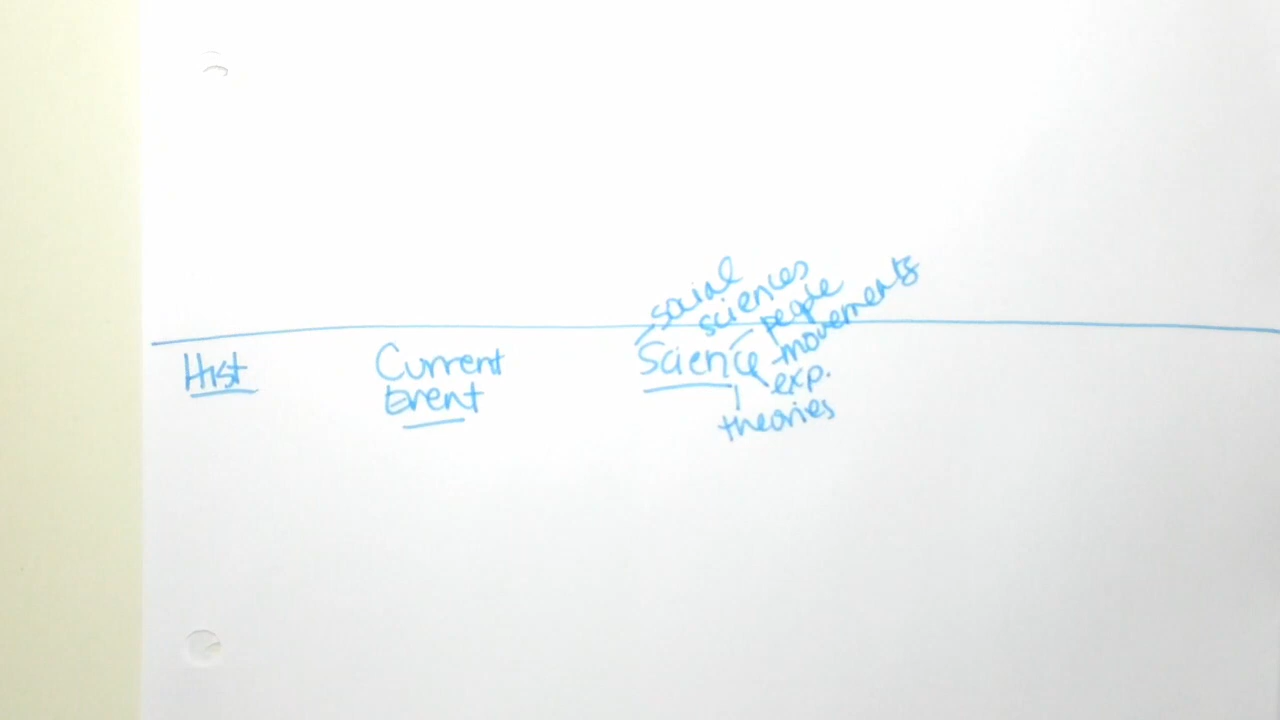 social
sciences
people
movements
Hist
Current
Event
Science
exp.
theories